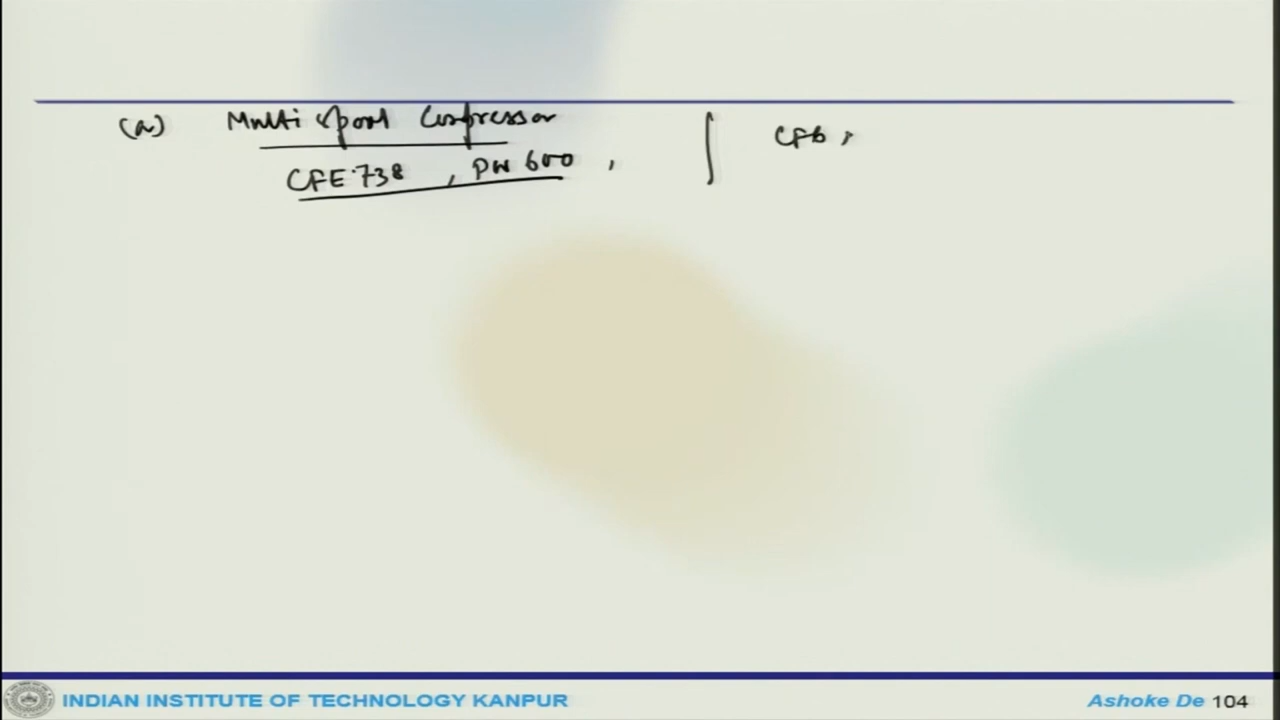 (a) Multi spool Compressor
CFE 738, PW 600,
CF6,
INDIAN INSTITUTE OF TECHNOLOGY KANPUR
Ashoke De 104